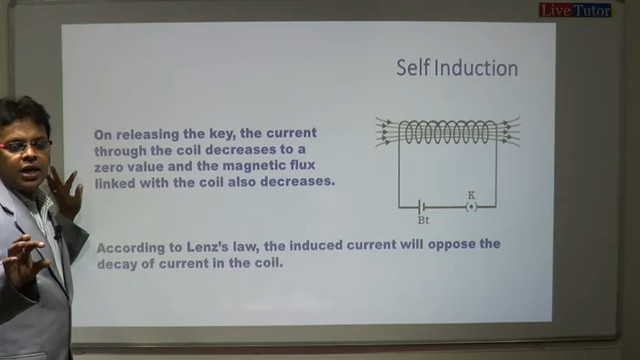 Live Tutor
Self Induction
On releasing the key, the current
through the coil decreases to a
zero value and the magnetic flux
linked with the coil also decreases.
K
Bt
According to Lenz's law, the induced current will oppose the
decay of current in the coil.